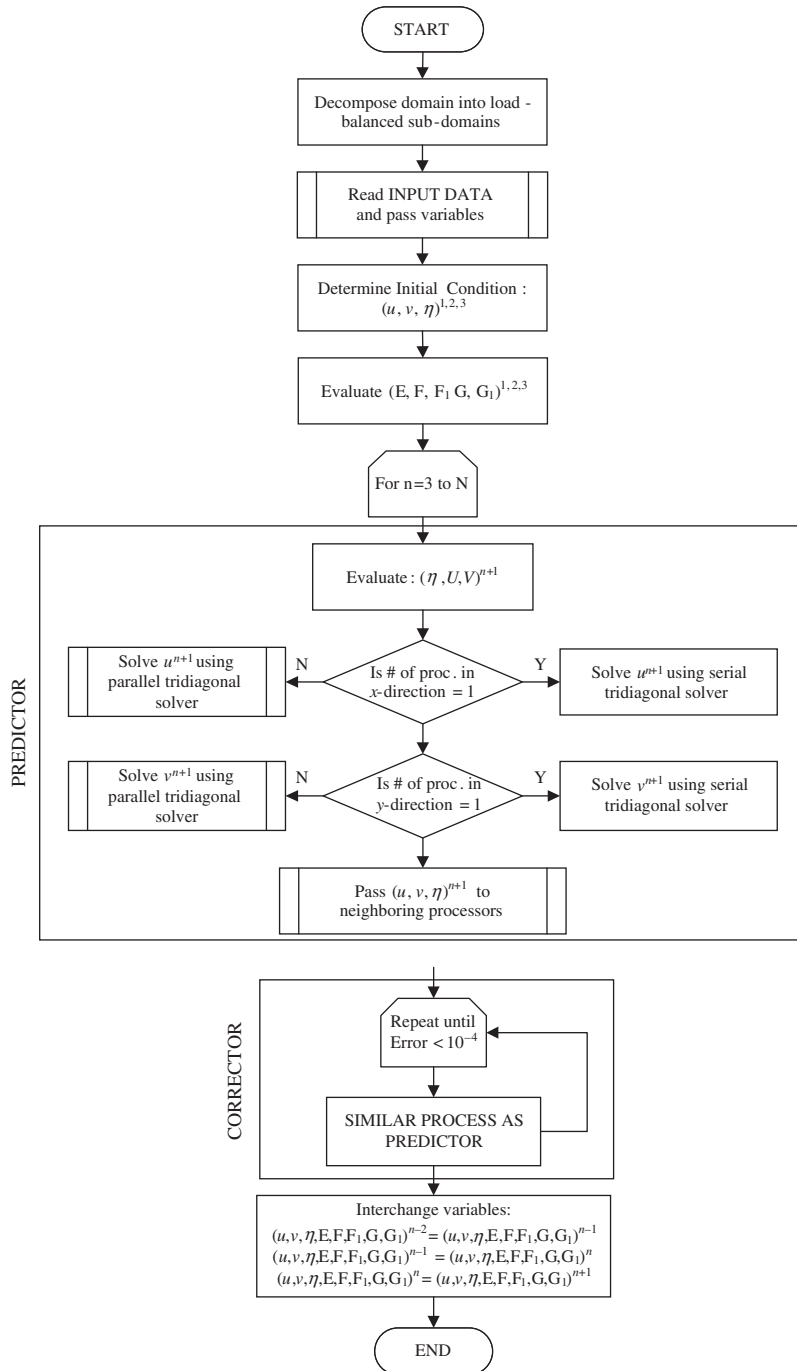 START
Decompose domain into load -
balanced sub-domains
Read INPUT DATA
and pass variables
Determine Initial Condition :
(u, v, η)¹,²,³
Evaluate (E, F, F₁ G, G₁)¹,²,³
For n=3 to N
PREDICTOR
Evaluate : (η ,U,V)ⁿ⁺¹
Solve uⁿ⁺¹ using
parallel tridiagonal
solver
N
Is # of proc. in
x-direction = 1
Y
Solve uⁿ⁺¹ using serial
tridiagonal solver
Solve vⁿ⁺¹ using
parallel tridiagonal
solver
N
Is # of proc. in
y-direction = 1
Y
Solve vⁿ⁺¹ using serial
tridiagonal solver
Pass (u, v, η)ⁿ⁺¹ to
neighboring processors
CORRECTOR
Repeat until
Error < 10⁻⁴
SIMILAR PROCESS AS
PREDICTOR
Interchange variables:
(u,v,η,E,F,F₁,G,G₁)ⁿ⁻² = (u,v,η,E,F,F₁,G,G₁)ⁿ⁻¹
(u,v,η,E,F,F₁,G,G₁)ⁿ⁻¹ = (u,v,η,E,F,F₁,G,G₁)ⁿ
(u,v,η,E,F,F₁,G,G₁)ⁿ = (u,v,η,E,F,F₁,G,G₁)ⁿ⁺¹
END